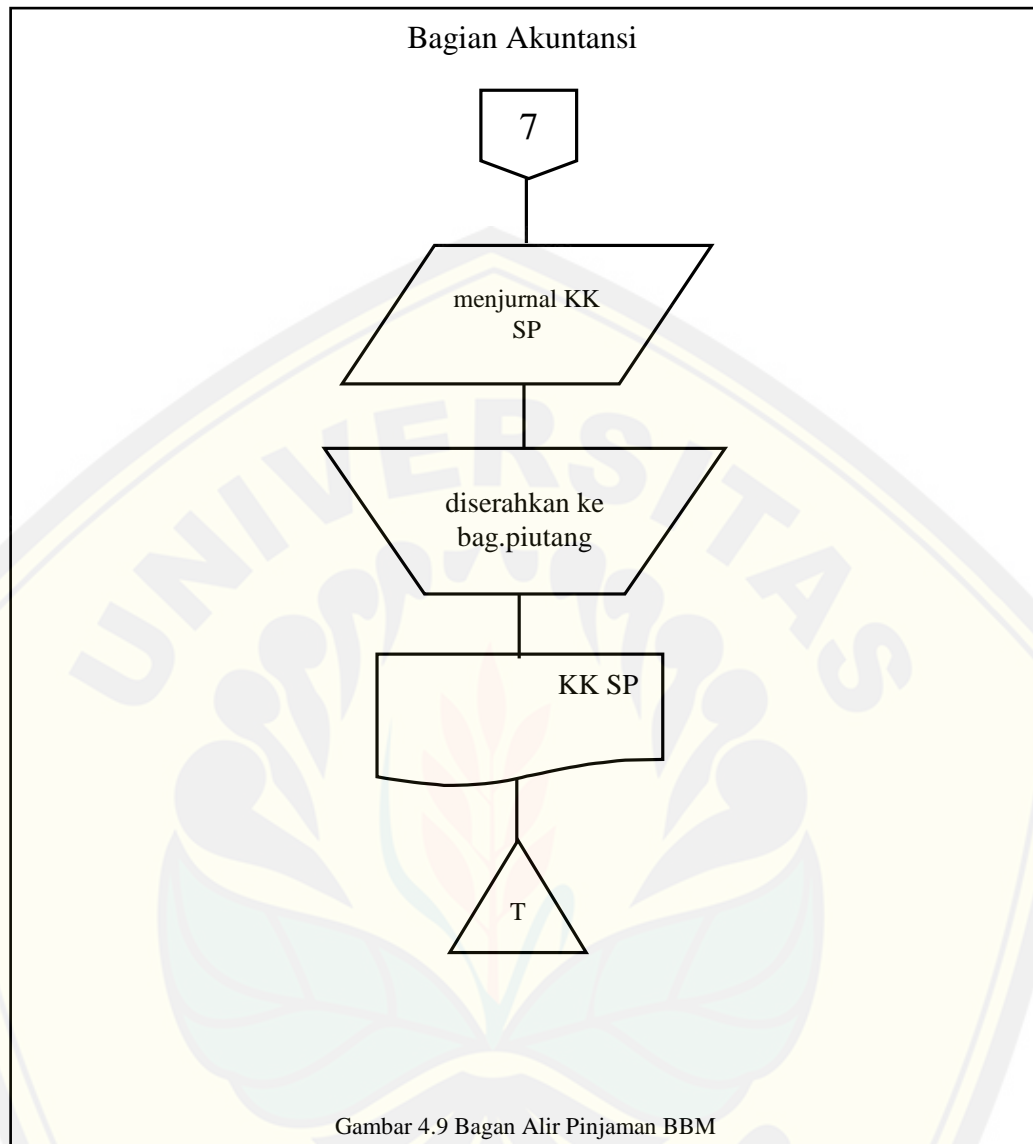 Bagian Akuntansi
7
menjurnal KK
SP
diserahkan ke
bag.piutang
KK SP
T
Gambar 4.9 Bagan Alir Pinjaman BBM
UNIVERSITAS